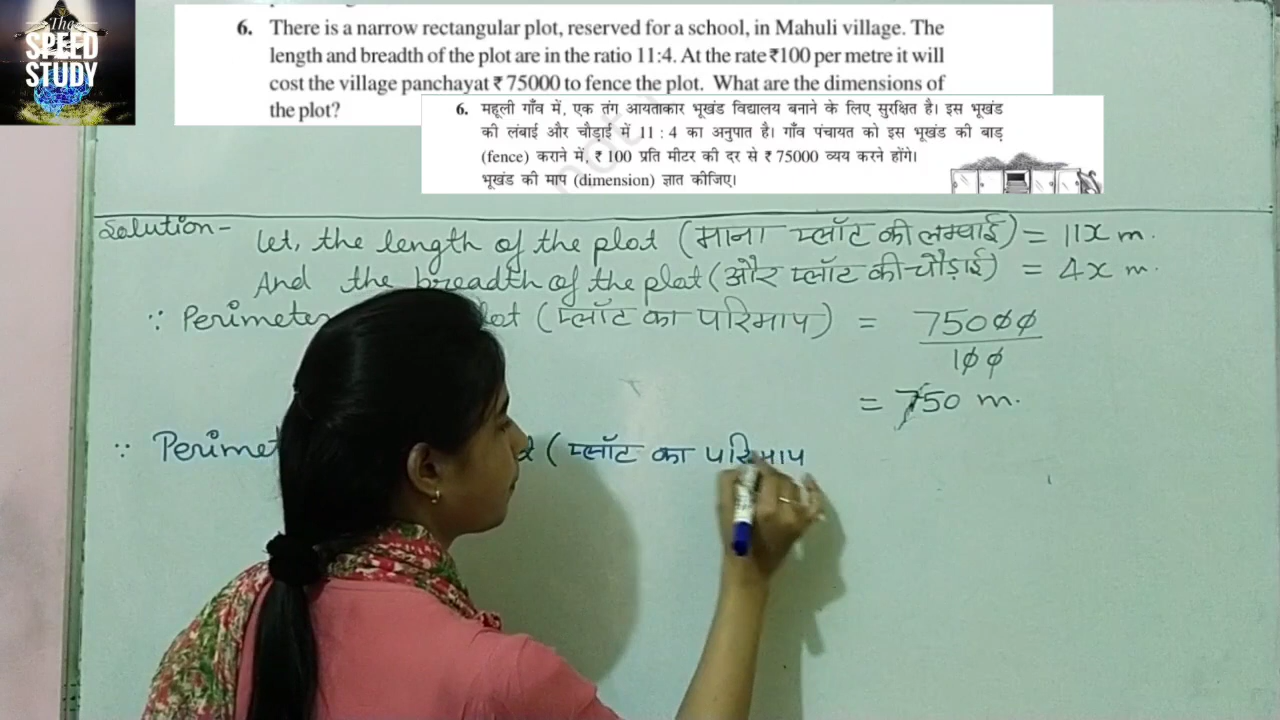 The
SPEED
STUDY
6. There is a narrow rectangular plot, reserved for a school, in Mahuli village. The
length and breadth of the plot are in the ratio 11:4. At the rate ₹100 per metre it will
cost the village panchayat ₹ 75000 to fence the plot. What are the dimensions of
the plot?
6. महूली गाँव में, एक तंग आयताकार भूखंड विद्यालय बनाने के लिए सुरक्षित है। इस भूखंड
की लंबाई और चौड़ाई में 11 : 4 का अनुपात है। गाँव पंचायत को इस भूखंड की बाड़
(fence) कराने में, ₹ 100 प्रति मीटर की दर से ₹ 75000 व्यय करने होंगे।
भूखंड की माप (dimension) ज्ञात कीजिए।
Solution-
Let, the length of the plot (माना प्लॉट की लम्बाई) = 11x m.
And the breadth of the plot (और प्लॉट की चौड़ाई) = 4x m.
∵ Perimeter (प्लॉट का परिमाप) = 75000
100
= 750 m.
∵ (प्लॉट का परिमाप